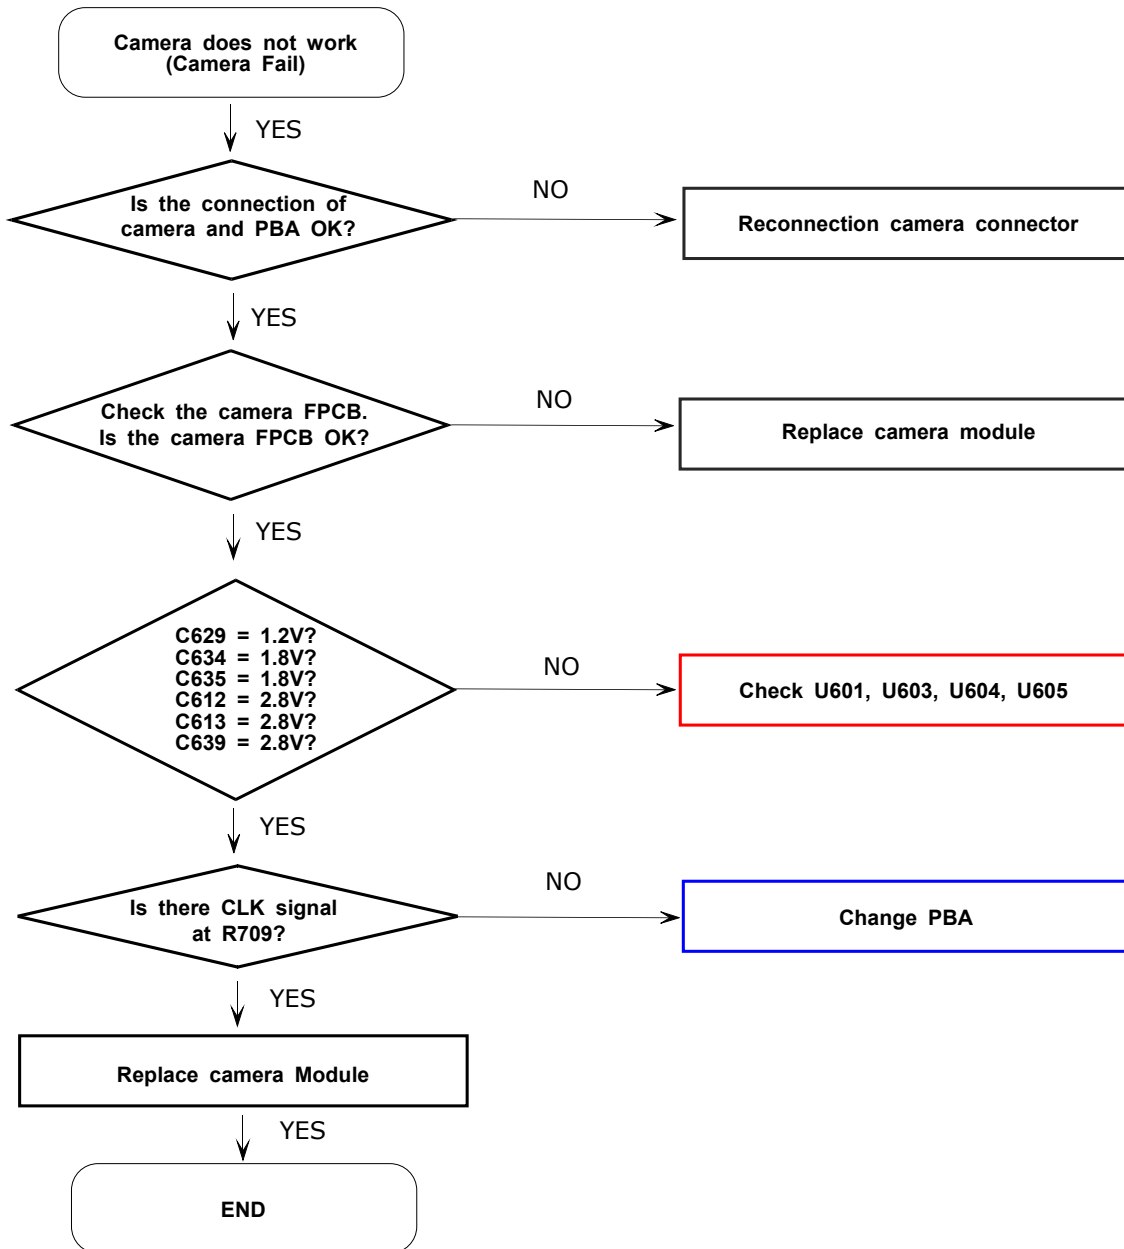 Camera does not work
(Camera Fail)
YES
Is the connection of
camera and PBA OK?
NO
Reconnection camera connector
YES
Check the camera FPCB.
Is the camera FPCB OK?
NO
Replace camera module
YES
C629 = 1.2V?
C634 = 1.8V?
C635 = 1.8V?
C612 = 2.8V?
C613 = 2.8V?
C639 = 2.8V?
NO
Check U601, U603, U604, U605
YES
Is there CLK signal
at R709?
NO
Change PBA
YES
Replace camera Module
YES
END